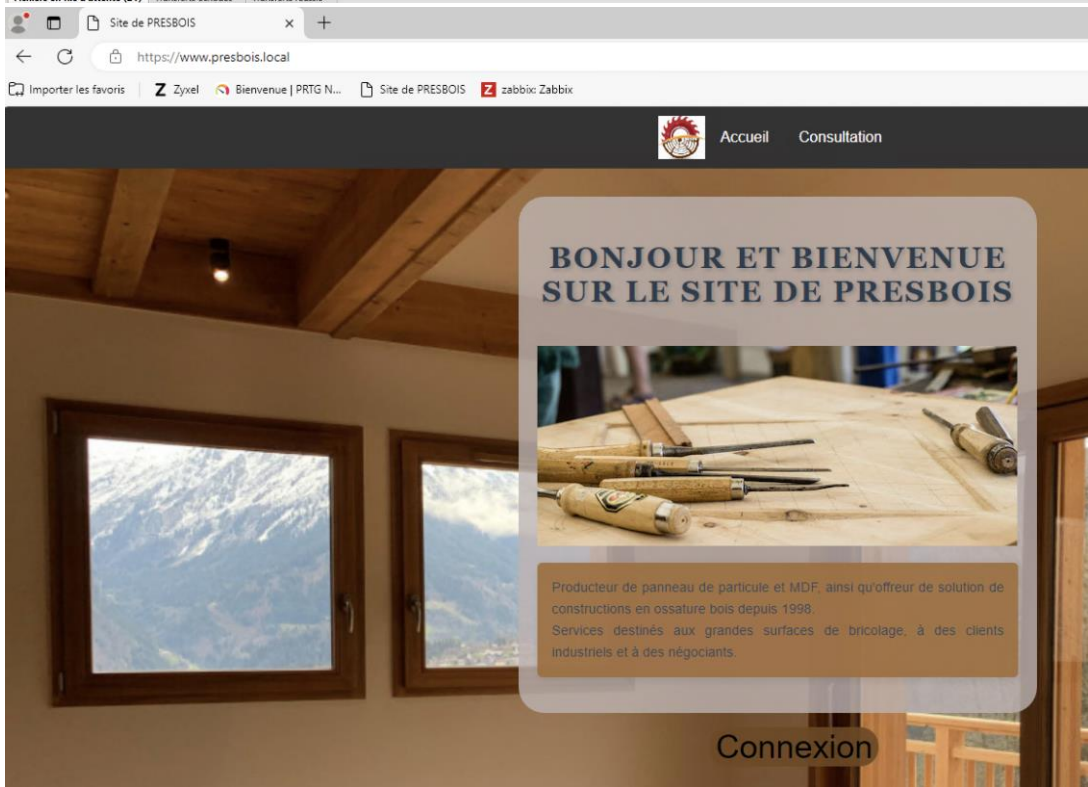 Site de PRESBOIS
https://www.presbois.local
Importer les favoris Z Zyxel Bienvenue | PRTG N... Site de PRESBOIS Z zabbix: Zabbix
Accueil Consultation
BONJOUR ET BIENVENUE
SUR LE SITE DE PRESBOIS
Producteur de panneau de particule et MDF, ainsi qu'offreur de solution de
constructions en ossature bois depuis 1998.
Services destinés aux grandes surfaces de bricolage, à des clients
industriels et à des négociants.
Connexion